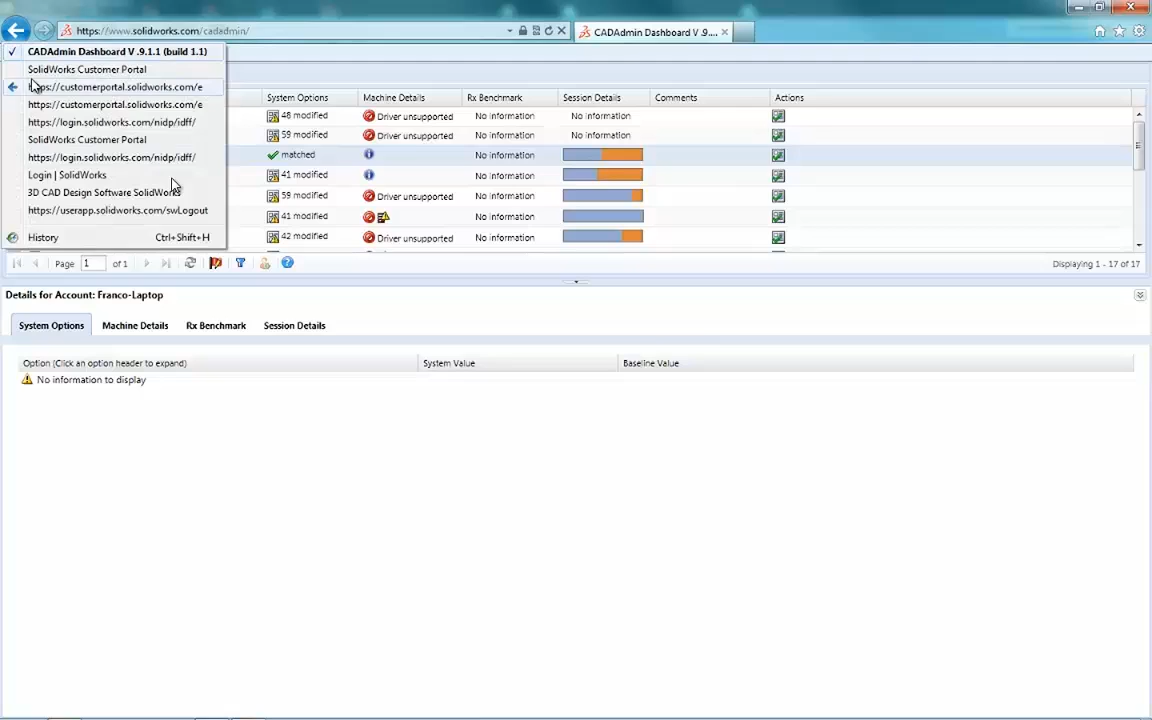 https://www.solidworks.com/cadadmin/
CADAdmin Dashboard V .9....
CADAdmin Dashboard V .9.1.1 (build 1.1)
SolidWorks Customer Portal
https://customerportal.solidworks.com/e
https://customerportal.solidworks.com/e
https://login.solidworks.com/nidp/idff/
SolidWorks Customer Portal
https://login.solidworks.com/nidp/idff/
Login | SolidWorks
3D CAD Design Software SolidWorks
https://userapp.solidworks.com/swLogout
History Ctrl+Shift+H
System Options Machine Details Rx Benchmark Session Details Comments Actions
48 modified Driver unsupported No information No information
59 modified Driver unsupported No information No information
matched No information
41 modified No information
59 modified Driver unsupported No information
41 modified No information
42 modified Driver unsupported No information
Page 1 of 1 Displaying 1 - 17 of 17
Details for Account: Franco-Laptop
System Options Machine Details Rx Benchmark Session Details
Option (Click an option header to expand) System Value Baseline Value
No information to display